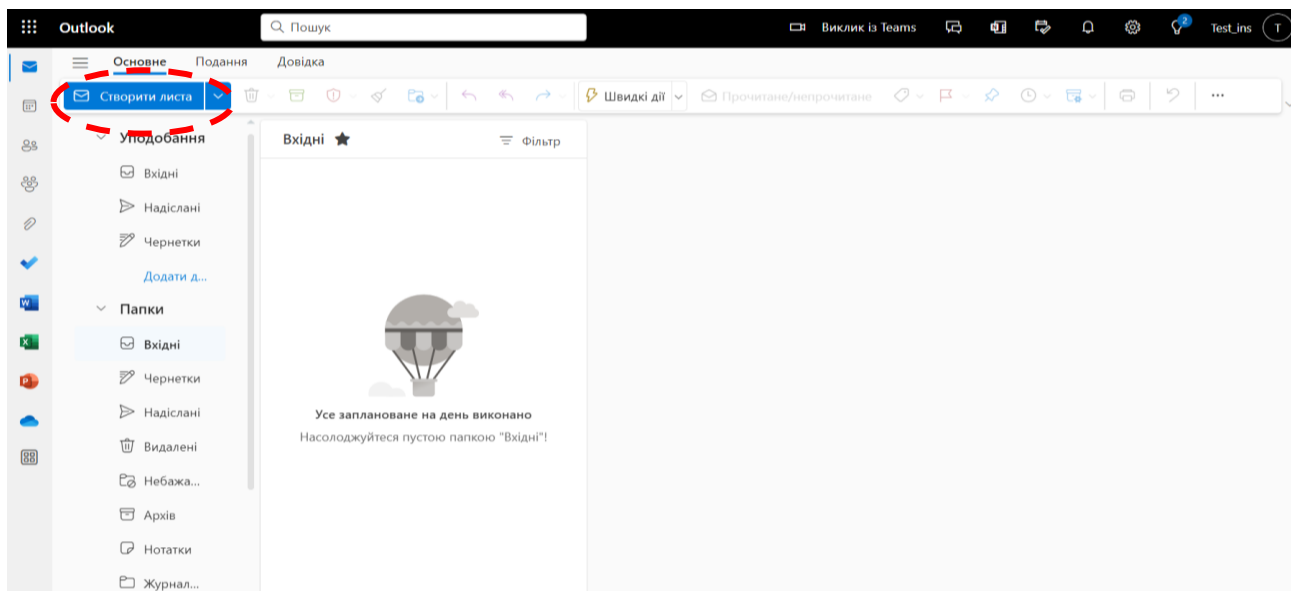 Outlook
Пошук
Виклик із Teams
2
Test_ins
T
Основне Подання Довідка
Створити листа
Швидкі дії
Прочитане/непрочитане
Уподобання
Вхідні
Надіслані
Чернетки
Додати д...
Папки
Вхідні
Чернетки
Надіслані
Видалені
Небажа...
Архів
Нотатки
Журнал...
Вхідні
Фільтр
Усе заплановане на день виконано
Насолоджуйтеся пустою папкою "Вхідні"!